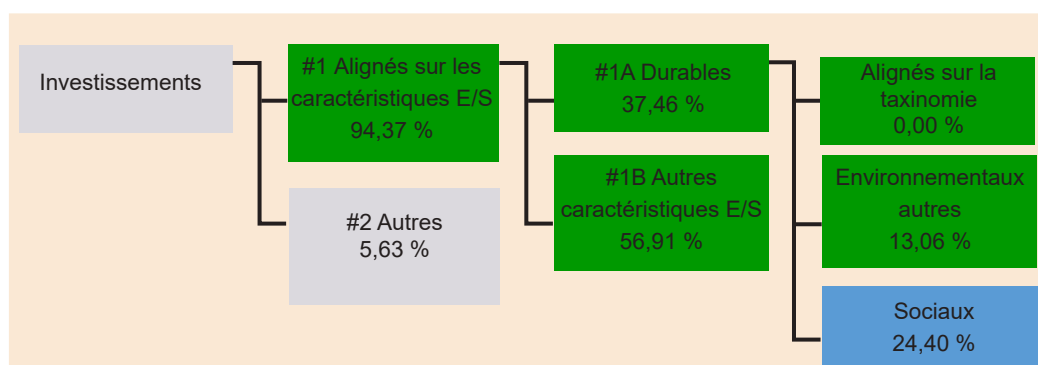 Investissements
#1 Alignés sur les
caractéristiques E/S
94,37 %
#2 Autres
5,63 %
#1A Durables
37,46 %
#1B Autres
caractéristiques E/S
56,91 %
Alignés sur la
taxinomie
0,00 %
Environnementaux
autres
13,06 %
Sociaux
24,40 %